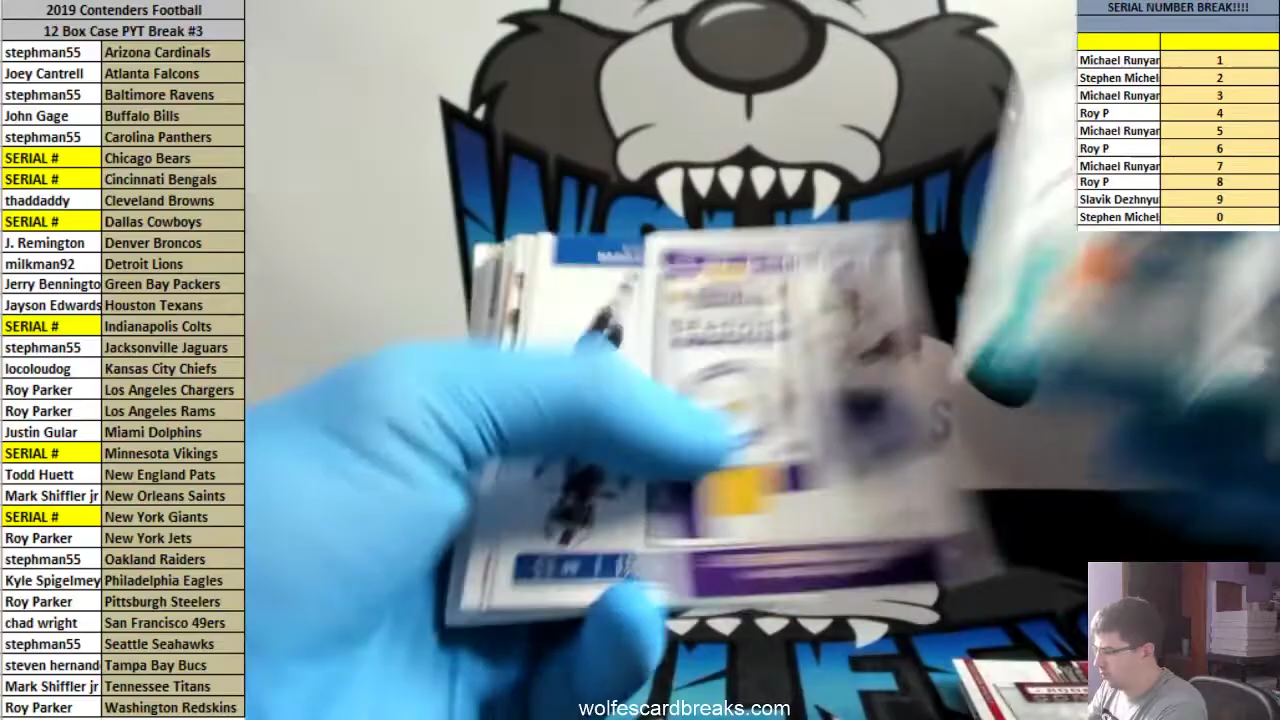 2019 Contenders Football
12 Box Case PYT Break #3
stephman55 Arizona Cardinals
Joey Cantrell Atlanta Falcons
stephman55 Baltimore Ravens
John Gage Buffalo Bills
stephman55 Carolina Panthers
SERIAL # Chicago Bears
SERIAL # Cincinnati Bengals
thaddaddy Cleveland Browns
SERIAL # Dallas Cowboys
J. Remington Denver Broncos
milkman92 Detroit Lions
Jerry Benningto Green Bay Packers
Jayson Edwards Houston Texans
SERIAL # Indianapolis Colts
stephman55 Jacksonville Jaguars
locoloudog Kansas City Chiefs
Roy Parker Los Angeles Chargers
Roy Parker Los Angeles Rams
Justin Gular Miami Dolphins
SERIAL # Minnesota Vikings
Todd Huett New England Pats
Mark Shiffler jr New Orleans Saints
SERIAL # New York Giants
Roy Parker New York Jets
stephman55 Oakland Raiders
Kyle Spigelmey Philadelphia Eagles
Roy Parker Pittsburgh Steelers
chad wright San Francisco 49ers
stephman55 Seattle Seahawks
steven hernand Tampa Bay Bucs
Mark Shiffler jr Tennessee Titans
Roy Parker Washington Redskins
SERIAL NUMBER BREAK!!!!
Michael Runyar 1
Stephen Michel 2
Michael Runyar 3
Roy P 4
Michael Runyar 5
Roy P 6
Michael Runyar 7
Roy P 8
Slavik Dezhnyu 9
Stephen Michel 0
wolfescardbreaks.com